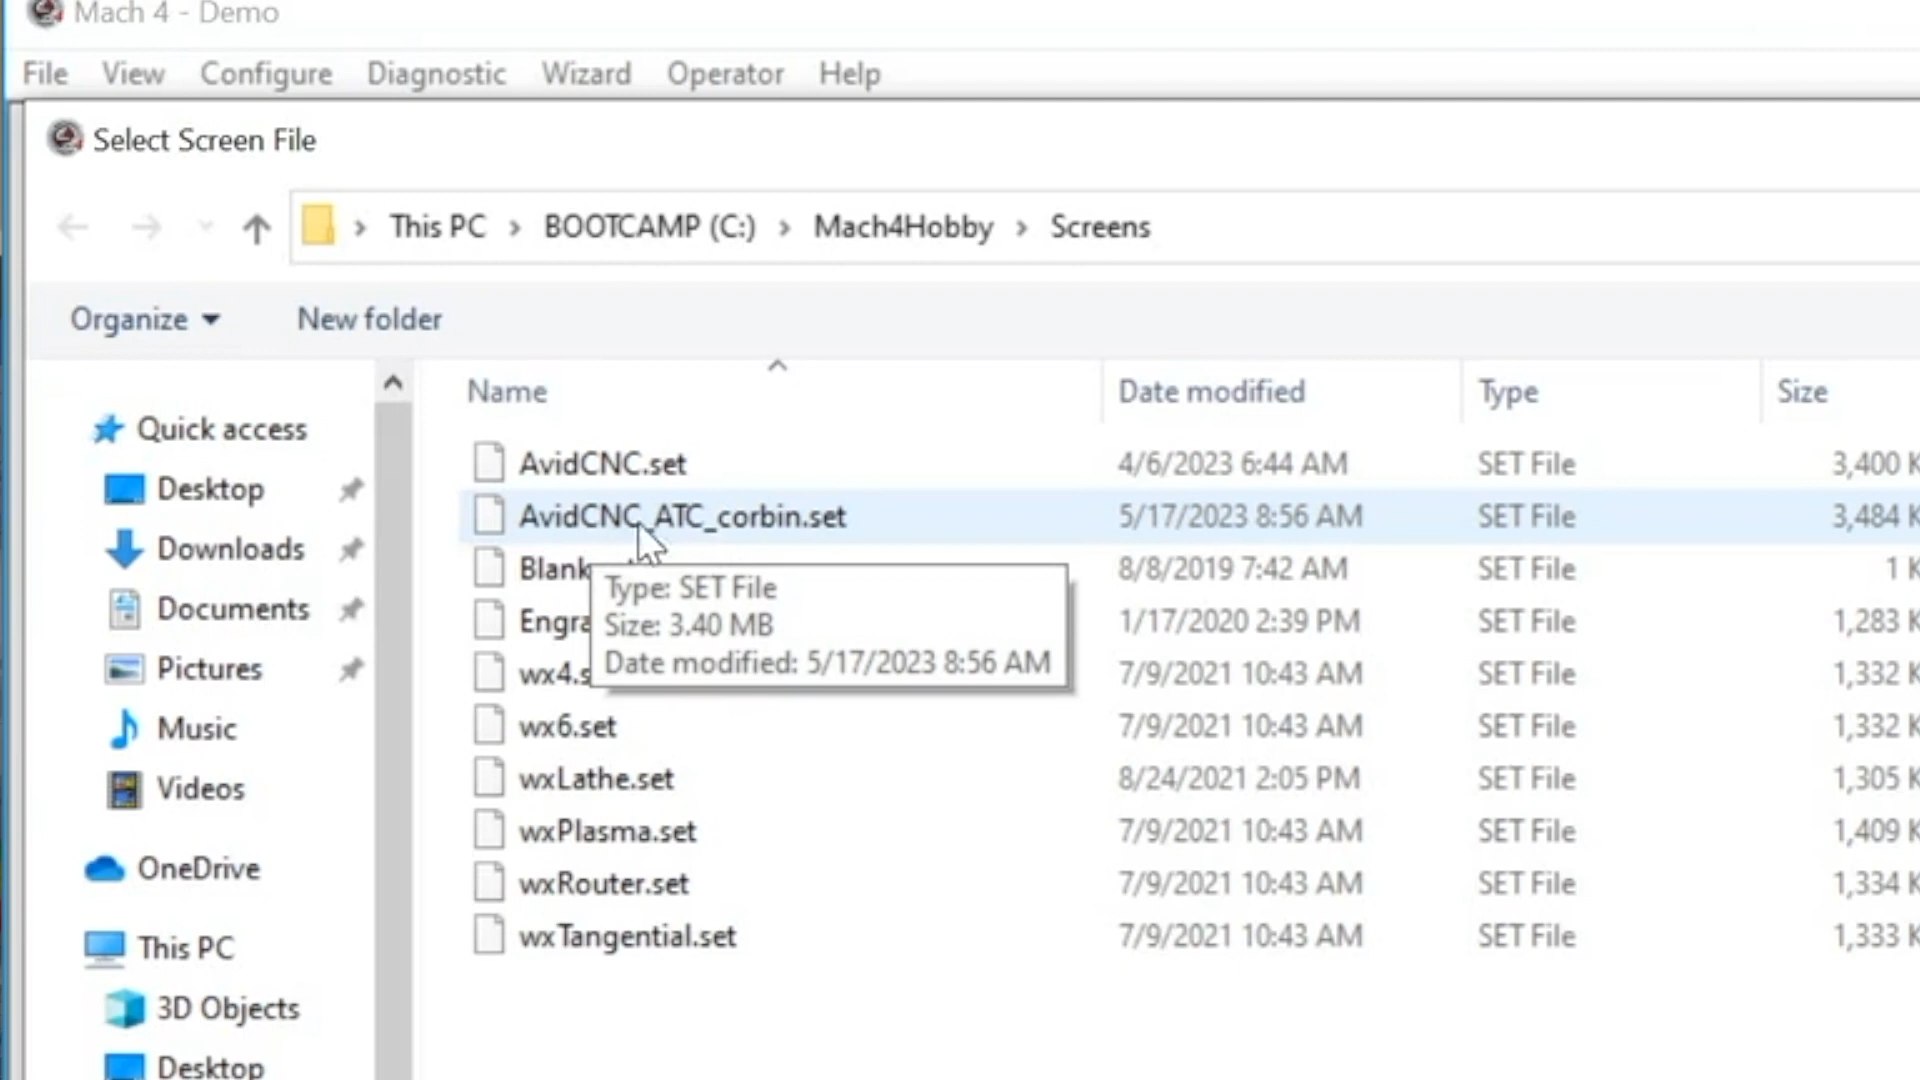 Mach 4 - Demo
File View Configure Diagnostic Wizard Operator Help
Select Screen File
This PC > BOOTCAMP (C:) > Mach4Hobby > Screens
Organize New folder
Name Date modified Type Size
Quick access
Desktop
Downloads
Documents
Pictures
Music
Videos
OneDrive
This PC
3D Objects
Desktop
AvidCNC.set 4/6/2023 6:44 AM SET File 3,400 K
AvidCNC_ATC_corbin.set 5/17/2023 8:56 AM SET File 3,484 K
Blank 8/8/2019 7:42 AM SET File 1 K
Engra 1/17/2020 2:39 PM SET File 1,283 K
wx4.s 7/9/2021 10:43 AM SET File 1,332 K
wx6.set 7/9/2021 10:43 AM SET File 1,332 K
wxLathe.set 8/24/2021 2:05 PM SET File 1,305 K
wxPlasma.set 7/9/2021 10:43 AM SET File 1,409 K
wxRouter.set 7/9/2021 10:43 AM SET File 1,334 K
wxTangential.set 7/9/2021 10:43 AM SET File 1,333 K
Type: SET File
Size: 3.40 MB
Date modified: 5/17/2023 8:56 AM